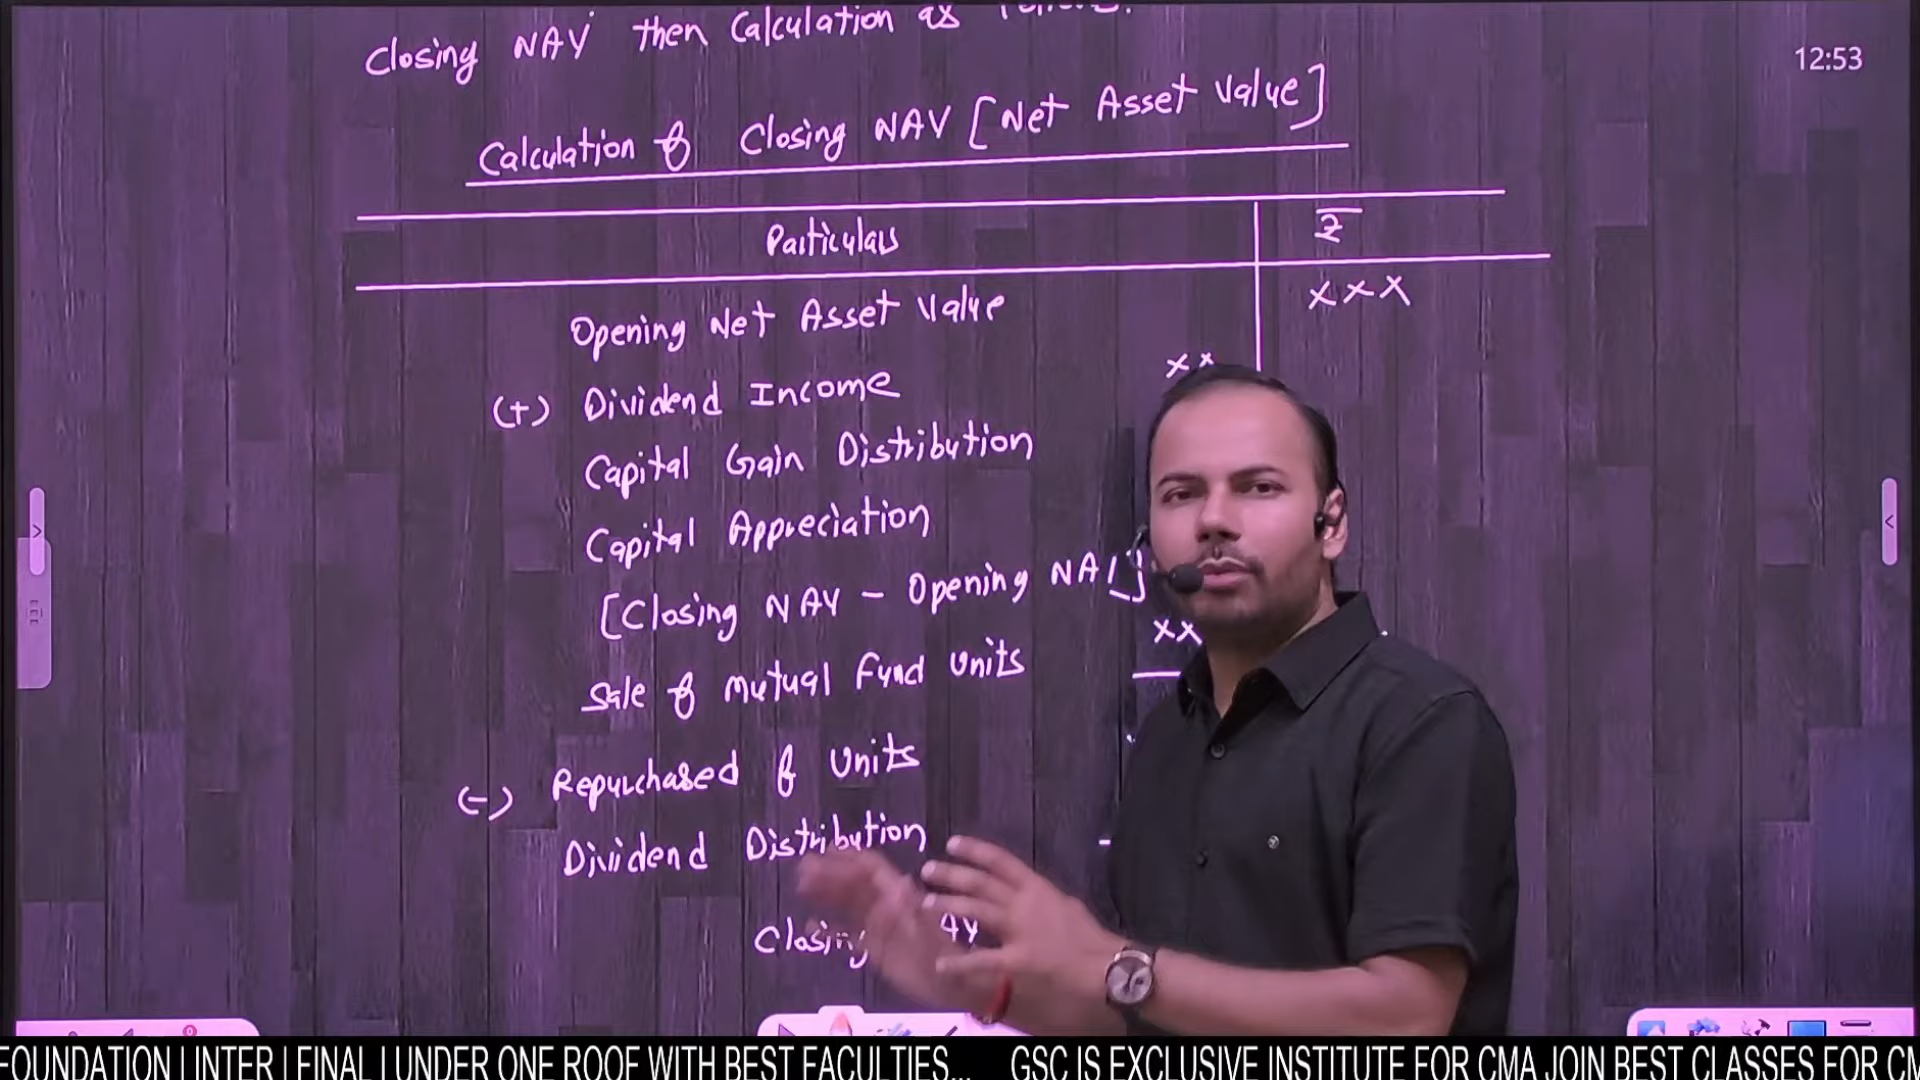 Closing NAV then Calculation as
12:53
Calculation of Closing NAV [Net Asset Value]
Particulars ₹
Opening Net Asset Value XXX
(+) Dividend Income XX
Capital Gain Distribution
Capital Appreciation
[Closing NAV - Opening NAV]
XX
Sale of Mutual Fund Units
(-) Repurchased of Units
Dividend Distribution
Closing
FOUNDATION | INTER | FINAL | UNDER ONE ROOF WITH BEST FACULTIES... GSC IS EXCLUSIVE INSTITUTE FOR CMA JOIN BEST CLASSES FOR CM